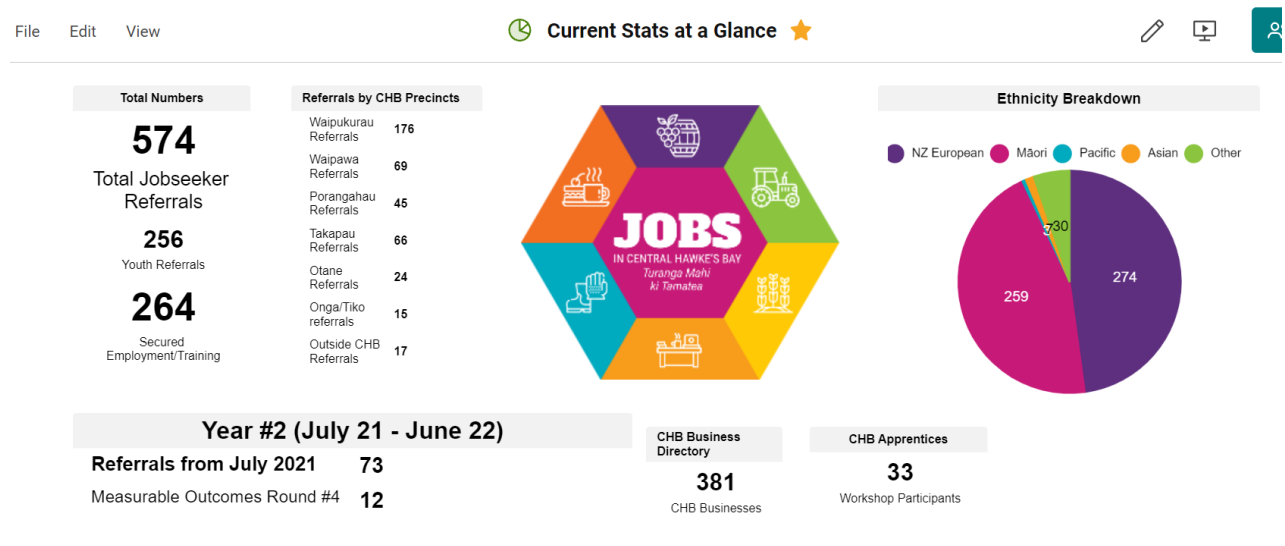 File Edit View
Current Stats at a Glance
Total Numbers
574
Total Jobseeker
Referrals
256
Youth Referrals
264
Secured
Employment/Training
Referrals by CHB Precincts
Waipukurau
Referrals 176
Waipawa
Referrals 69
Porangahau
Referrals 45
Takapau
Referrals 66
Otane
Referrals 24
Onga/Tiko
referrals 15
Outside CHB
Referrals 17
JOBS
IN CENTRAL HAWKE'S BAY
Turanga Mahi
ki Tamatea
Ethnicity Breakdown
NZ European Māori Pacific Asian Other
30
274
259
Year #2 (July 21 - June 22)
Referrals from July 2021 73
Measurable Outcomes Round #4 12
CHB Business
Directory
381
CHB Businesses
CHB Apprentices
33
Workshop Participants